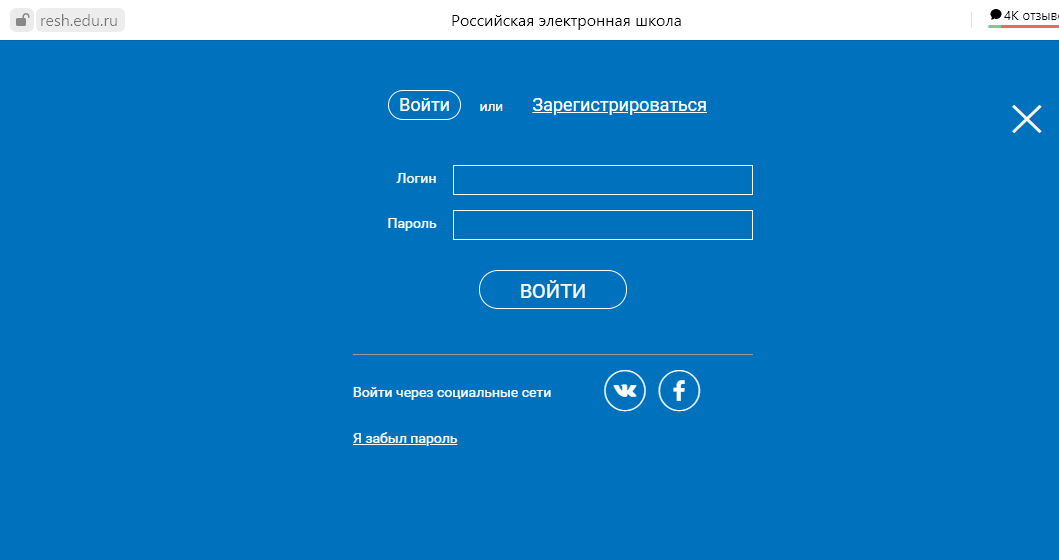 resh.edu.ru Российская электронная школа 4К отзыв
Войти или Зарегистрироваться
Логин
Пароль
ВОЙТИ
Войти через социальные сети
Я забыл пароль